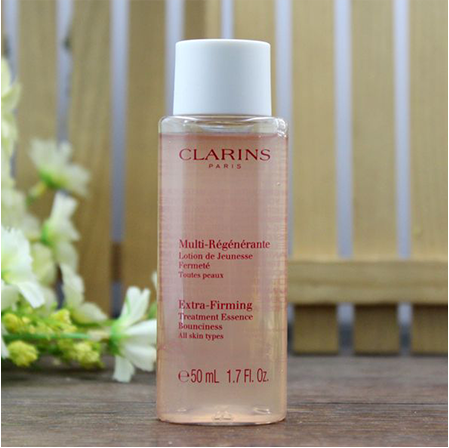 CLARINS
PARIS
Multi-Régénérante
Lotion de Jeunesse
Fermeté
Toutes peaux
Extra-Firming
Treatment Essence
Bounciness
All skin types
℮50 mL 1.7 Fl. Oz.